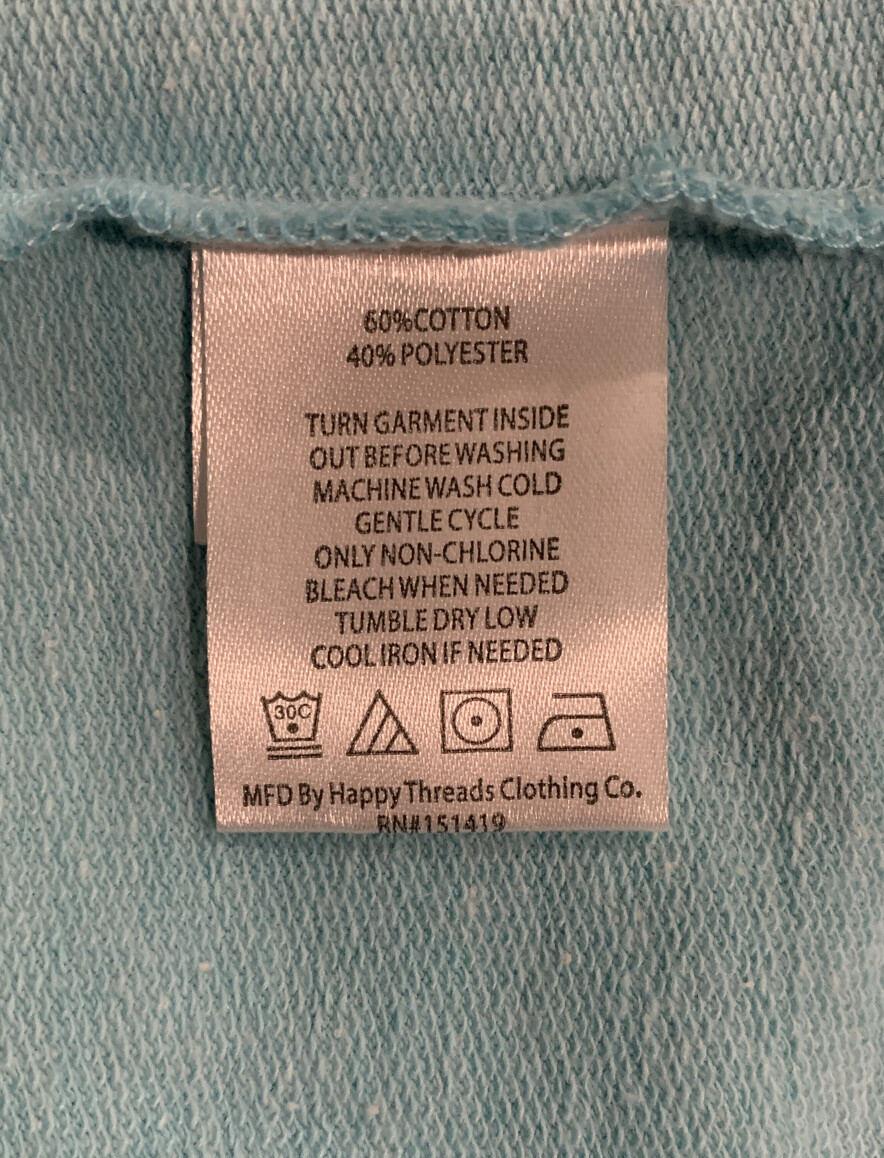 60%COTTON
40% POLYESTER
TURN GARMENT INSIDE
OUT BEFORE WASHING
MACHINE WASH COLD
GENTLE CYCLE
ONLY NON-CHLORINE
BLEACH WHEN NEEDED
TUMBLE DRY LOW
COOL IRON IF NEEDED
30C
MFD By Happy Threads Clothing Co.
RN#151419